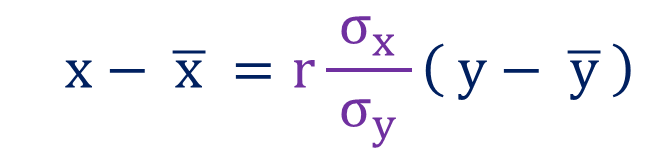 x − x̅ = r σx/σy ( y − y̅ )